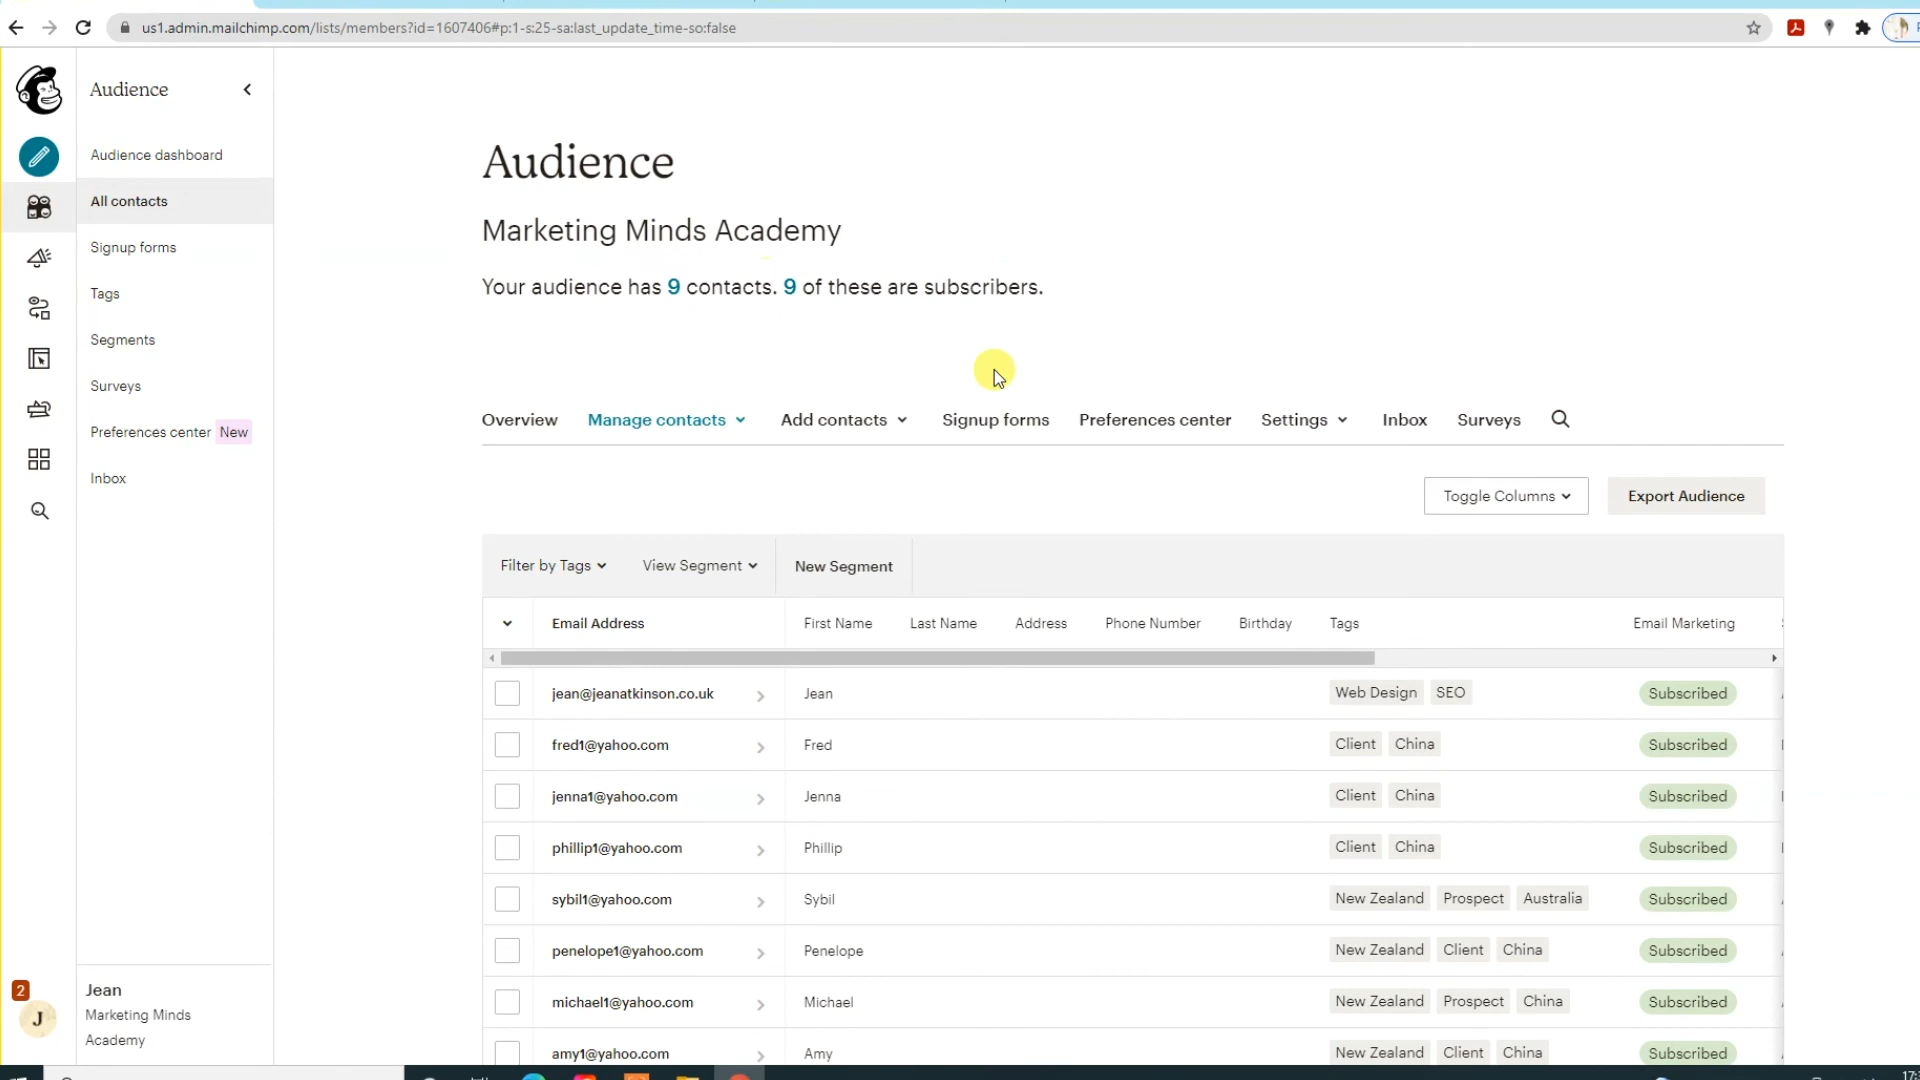 us1.admin.mailchimp.com/lists/members?id=1607406#p:1-s:25-sa:last_update_time-so:false
Audience
Audience dashboard
All contacts
Signup forms
Tags
Segments
Surveys
Preferences center New
Inbox
2
J
Jean
Marketing Minds
Academy
Audience
Marketing Minds Academy
Your audience has 9 contacts. 9 of these are subscribers.
Overview Manage contacts Add contacts Signup forms Preferences center Settings Inbox Surveys
Toggle Columns Export Audience
Filter by Tags View Segment New Segment
Email Address First Name Last Name Address Phone Number Birthday Tags Email Marketing
jean@jeanatkinson.co.uk Jean Web Design SEO Subscribed
fred1@yahoo.com Fred Client China Subscribed
jenna1@yahoo.com Jenna Client China Subscribed
phillip1@yahoo.com Phillip Client China Subscribed
sybil1@yahoo.com Sybil New Zealand Prospect Australia Subscribed
penelope1@yahoo.com Penelope New Zealand Client China Subscribed
michael1@yahoo.com Michael New Zealand Prospect China Subscribed
amy1@yahoo.com Amy New Zealand Client China Subscribed